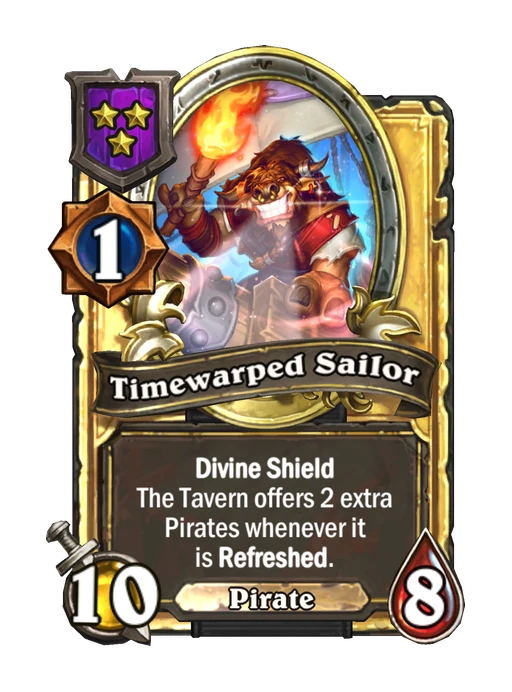 1
Timewarped Sailor
Divine Shield
The Tavern offers 2 extra
Pirates whenever it
is Refreshed.
10
Pirate
8